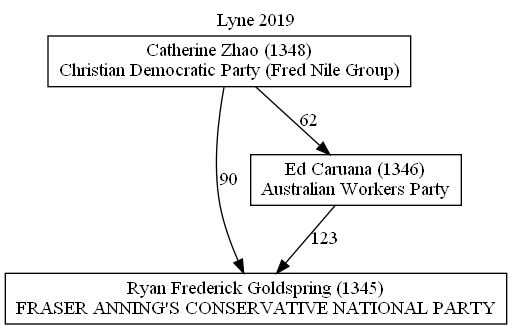 Lyne 2019
Catherine Zhao (1348)
Christian Democratic Party (Fred Nile Group)
62
Ed Caruana (1346)
Australian Workers Party
90
123
Ryan Frederick Goldspring (1345)
FRASER ANNING'S CONSERVATIVE NATIONAL PARTY